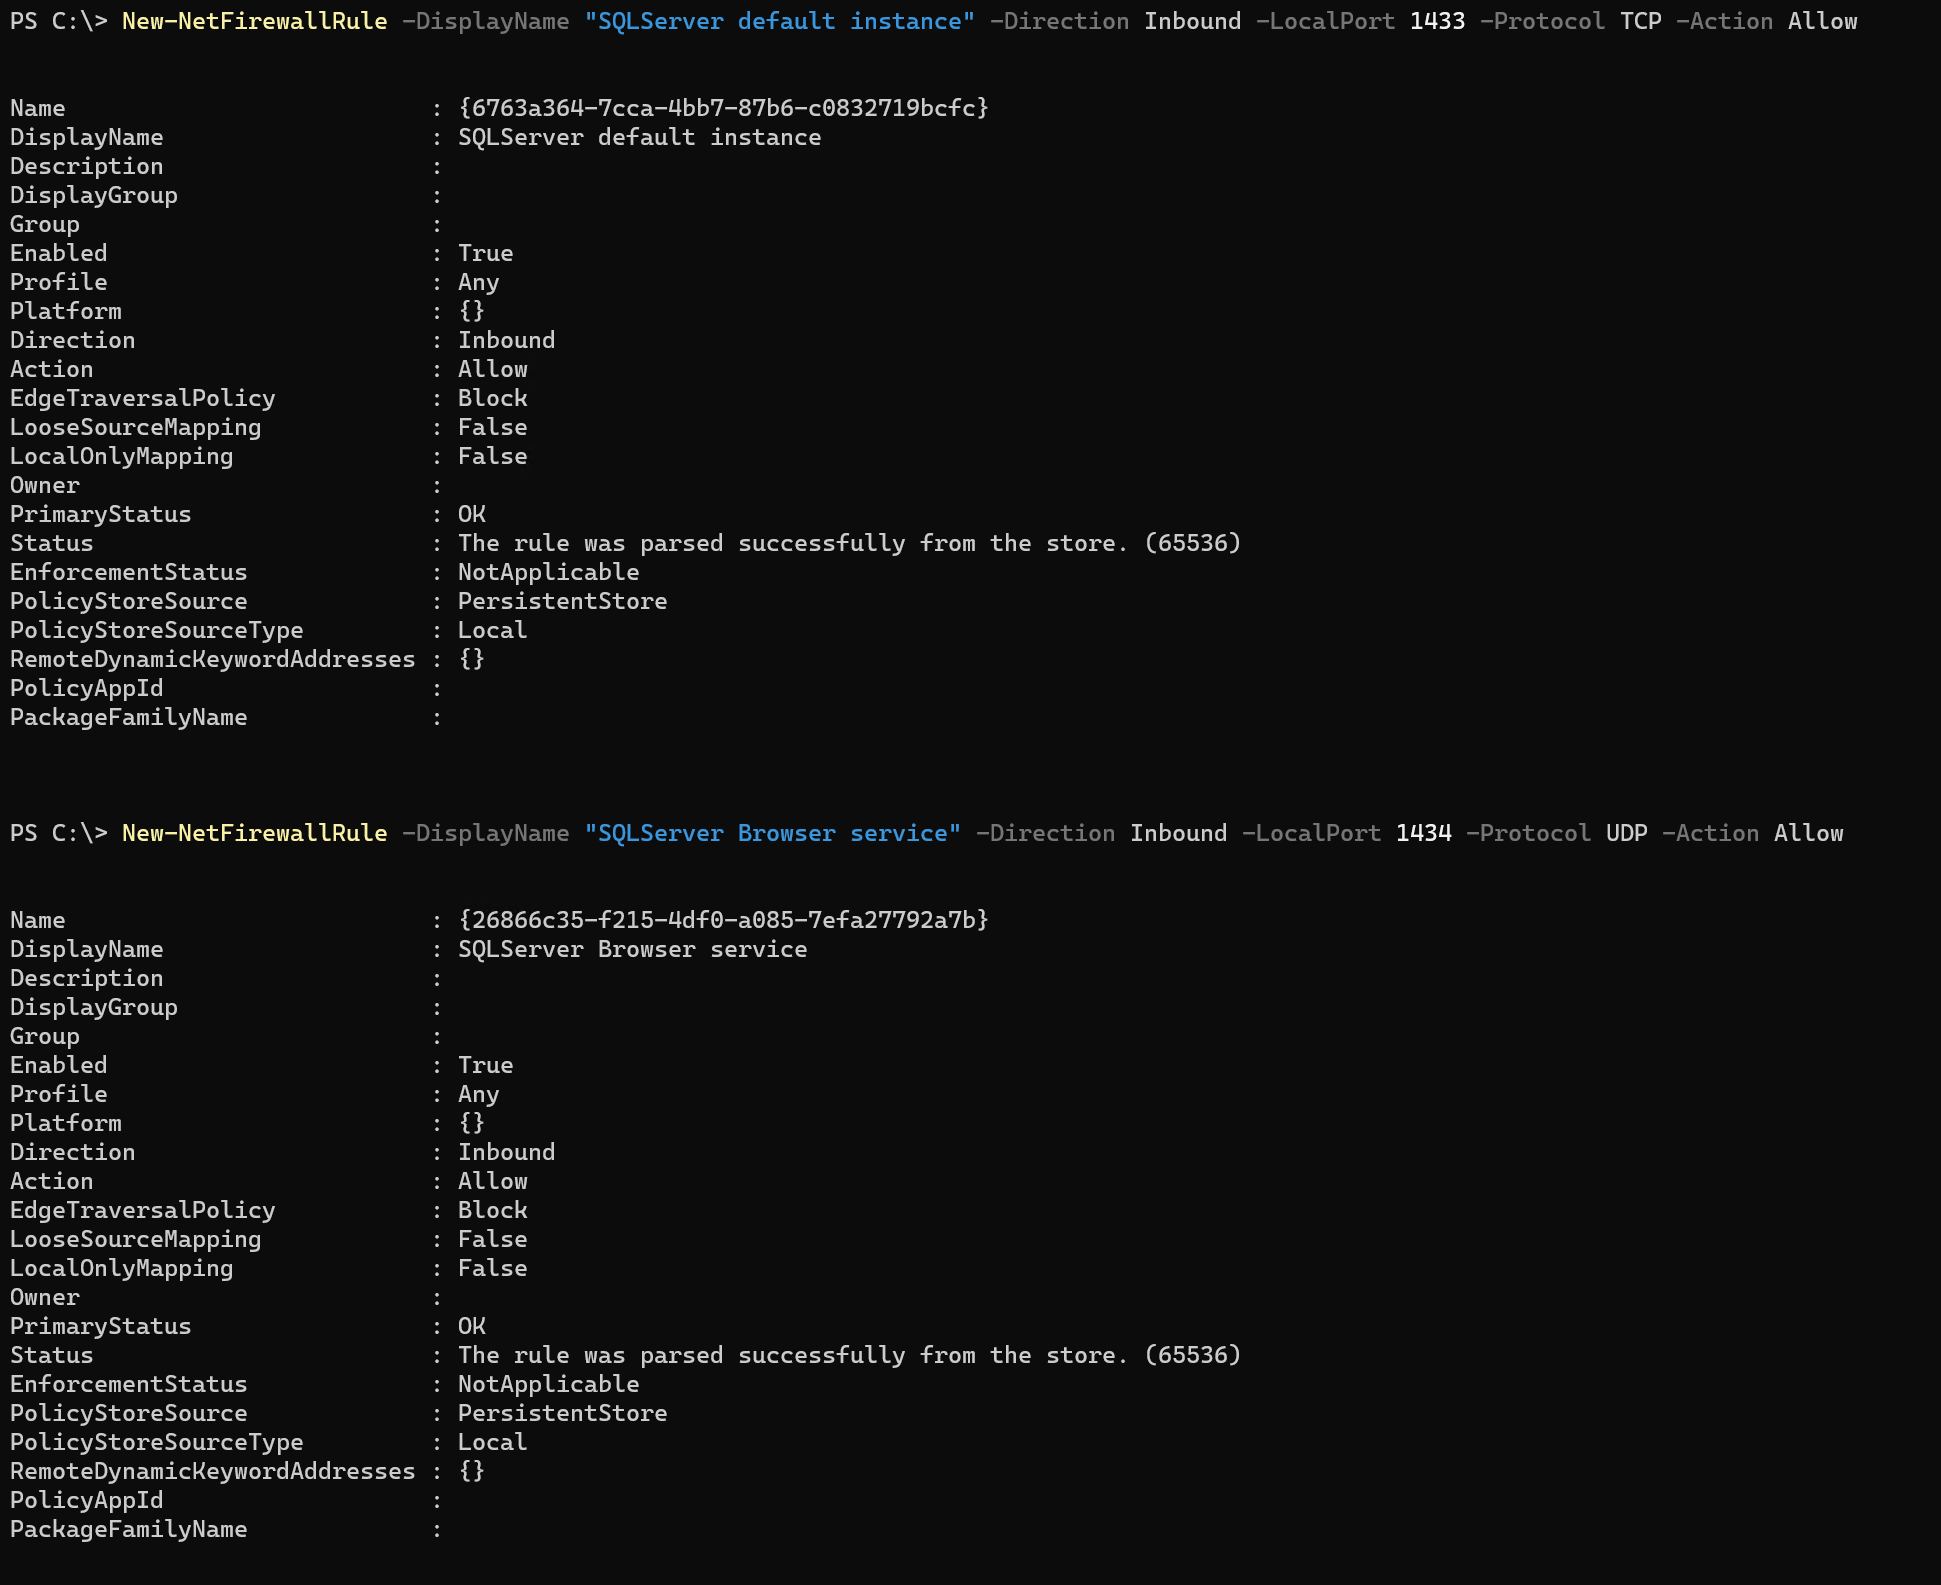 PS C:\> New-NetFirewallRule -DisplayName "SQLServer default instance" -Direction Inbound -LocalPort 1433 -Protocol TCP -Action Allow
Name                          : {6763a364-7cca-4bb7-87b6-c0832719bcfc}
DisplayName                   : SQLServer default instance
Description                   :
DisplayGroup                  :
Group                         :
Enabled                       : True
Profile                       : Any
Platform                      : {}
Direction                     : Inbound
Action                        : Allow
EdgeTraversalPolicy           : Block
LooseSourceMapping            : False
LocalOnlyMapping              : False
Owner                         :
PrimaryStatus                 : OK
Status                        : The rule was parsed successfully from the store. (65536)
EnforcementStatus             : NotApplicable
PolicyStoreSource             : PersistentStore
PolicyStoreSourceType         : Local
RemoteDynamicKeywordAddresses : {}
PolicyAppId                   :
PackageFamilyName             :
PS C:\> New-NetFirewallRule -DisplayName "SQLServer Browser service" -Direction Inbound -LocalPort 1434 -Protocol UDP -Action Allow
Name                          : {26866c35-f215-4df0-a085-7efa27792a7b}
DisplayName                   : SQLServer Browser service
Description                   :
DisplayGroup                  :
Group                         :
Enabled                       : True
Profile                       : Any
Platform                      : {}
Direction                     : Inbound
Action                        : Allow
EdgeTraversalPolicy           : Block
LooseSourceMapping            : False
LocalOnlyMapping              : False
Owner                         :
PrimaryStatus                 : OK
Status                        : The rule was parsed successfully from the store. (65536)
EnforcementStatus             : NotApplicable
PolicyStoreSource             : PersistentStore
PolicyStoreSourceType         : Local
RemoteDynamicKeywordAddresses : {}
PolicyAppId                   :
PackageFamilyName             :